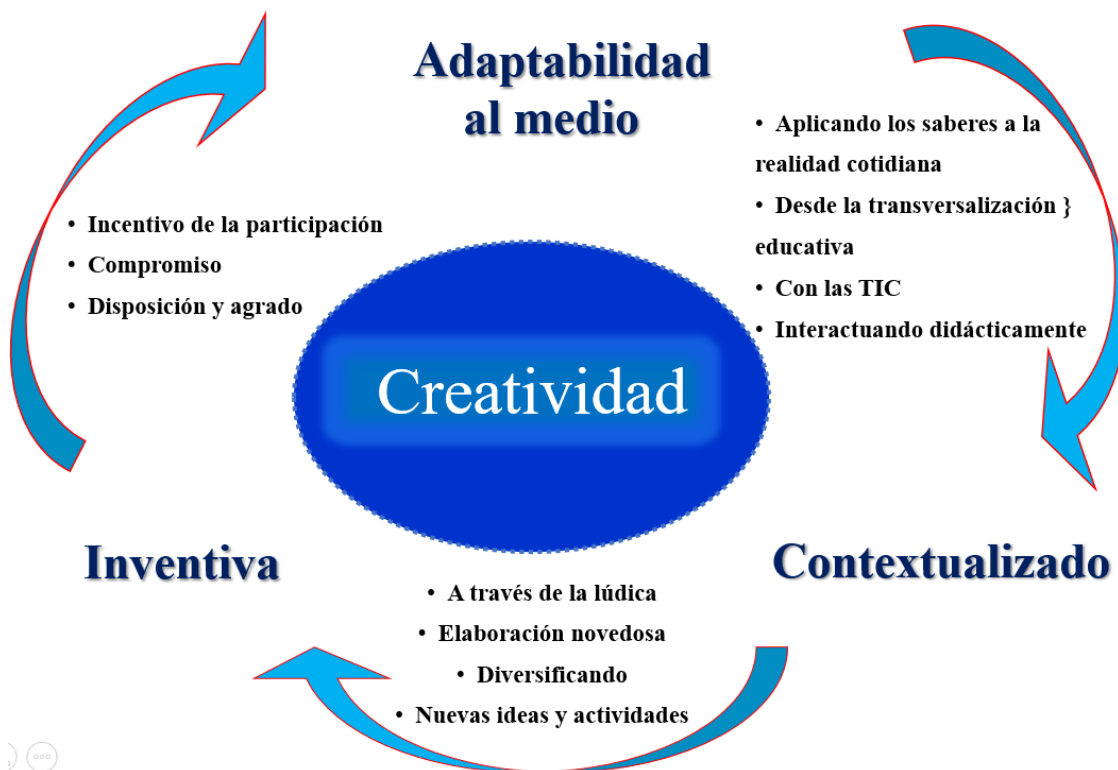 Adaptabilidad
al medio
• Aplicando los saberes a la
realidad cotidiana
• Desde la transversalización }
educativa
• Con las TIC
• Interactuando didácticamente
• Incentivo de la participación
• Compromiso
• Disposición y agrado
Creatividad
Inventiva
Contextualizado
• A través de la lúdica
• Elaboración novedosa
• Diversificando
• Nuevas ideas y actividades